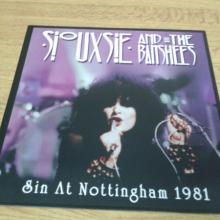 SIOUXSIE AND THE
BANSHEES
Sin At Nottingham 1981